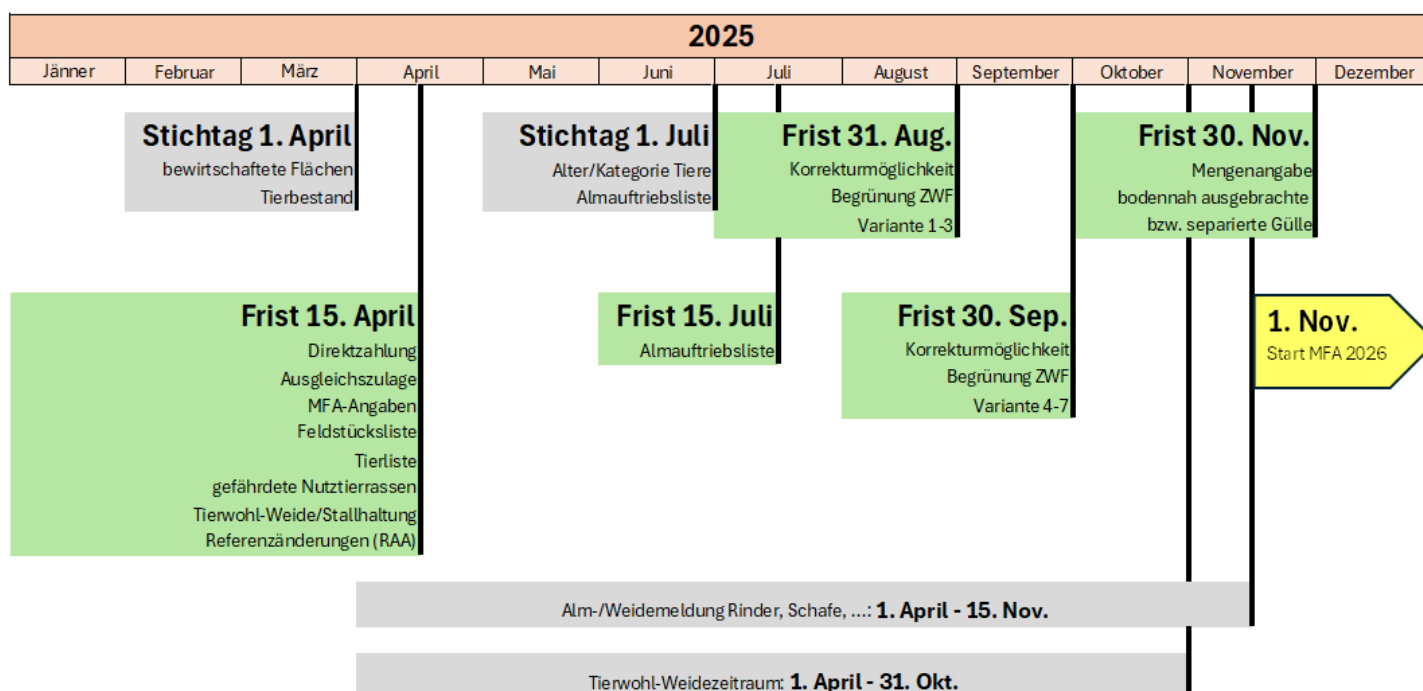 2025
Jänner Februar März April Mai Juni Juli August September Oktober November Dezember
Stichtag 1. April
bewirtschaftete Flächen
Tierbestand
Stichtag 1. Juli
Alter/Kategorie Tiere
Almauftriebsliste
Frist 31. Aug.
Korrekturmöglichkeit
Begrünung ZWF
Variante 1-3
Frist 30. Nov.
Mengenangabe
bodennah ausgebrachte
bzw. separierte Gülle
Frist 15. April
Direktzahlung
Ausgleichszulage
MFA-Angaben
Feldstücksliste
Tierliste
gefährdete Nutztierrassen
Tierwohl-Weide/Stallhaltung
Referenzänderungen (RAA)
Frist 15. Juli
Almauftriebsliste
Frist 30. Sep.
Korrekturmöglichkeit
Begrünung ZWF
Variante 4-7
1. Nov.
Start MFA 2026
Alm-/Weidemeldung Rinder, Schafe, ...: 1. April - 15. Nov.
Tierwohl-Weidezeitraum: 1. April - 31. Okt.